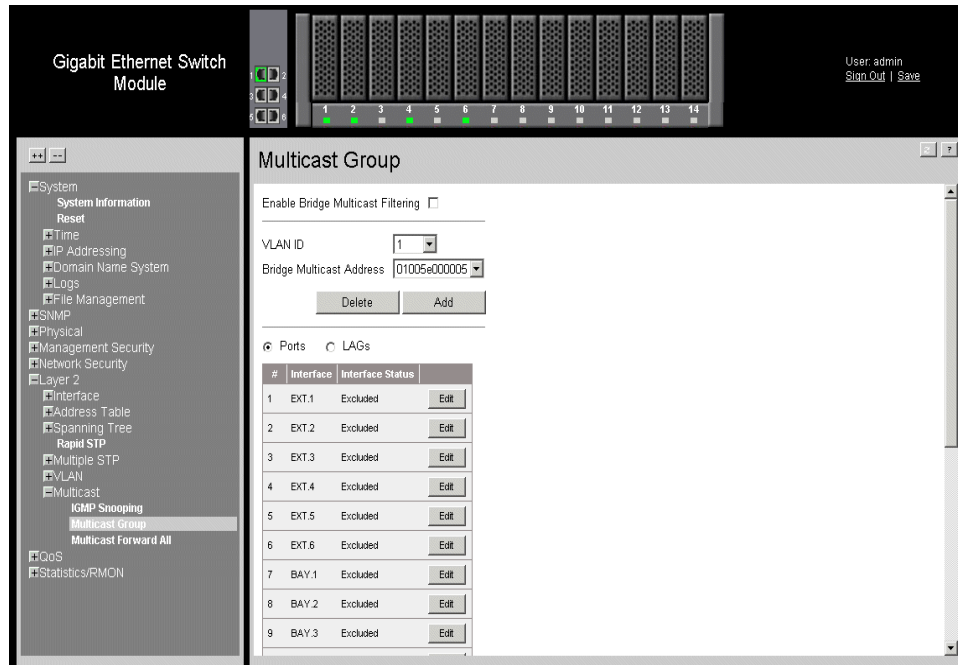 Gigabit Ethernet Switch
Module
1 2
3 4
5 6
1 2 3 4 5 6 7 8 9 10 11 12 13 14
User: admin
Sign Out | Save
++ --
System
System Information
Reset
Time
IP Addressing
Domain Name System
Logs
File Management
SNMP
Physical
Management Security
Network Security
Layer 2
Interface
Address Table
Spanning Tree
Rapid STP
Multiple STP
VLAN
Multicast
IGMP Snooping
Multicast Group
Multicast Forward All
QoS
Statistics/RMON
Multicast Group
?
Enable Bridge Multicast Filtering
VLAN ID 1
Bridge Multicast Address 01005e000005
Delete Add
Ports LAGs
# Interface Interface Status
1 EXT.1 Excluded Edit
2 EXT.2 Excluded Edit
3 EXT.3 Excluded Edit
4 EXT.4 Excluded Edit
5 EXT.5 Excluded Edit
6 EXT.6 Excluded Edit
7 BAY.1 Excluded Edit
8 BAY.2 Excluded Edit
9 BAY.3 Excluded Edit